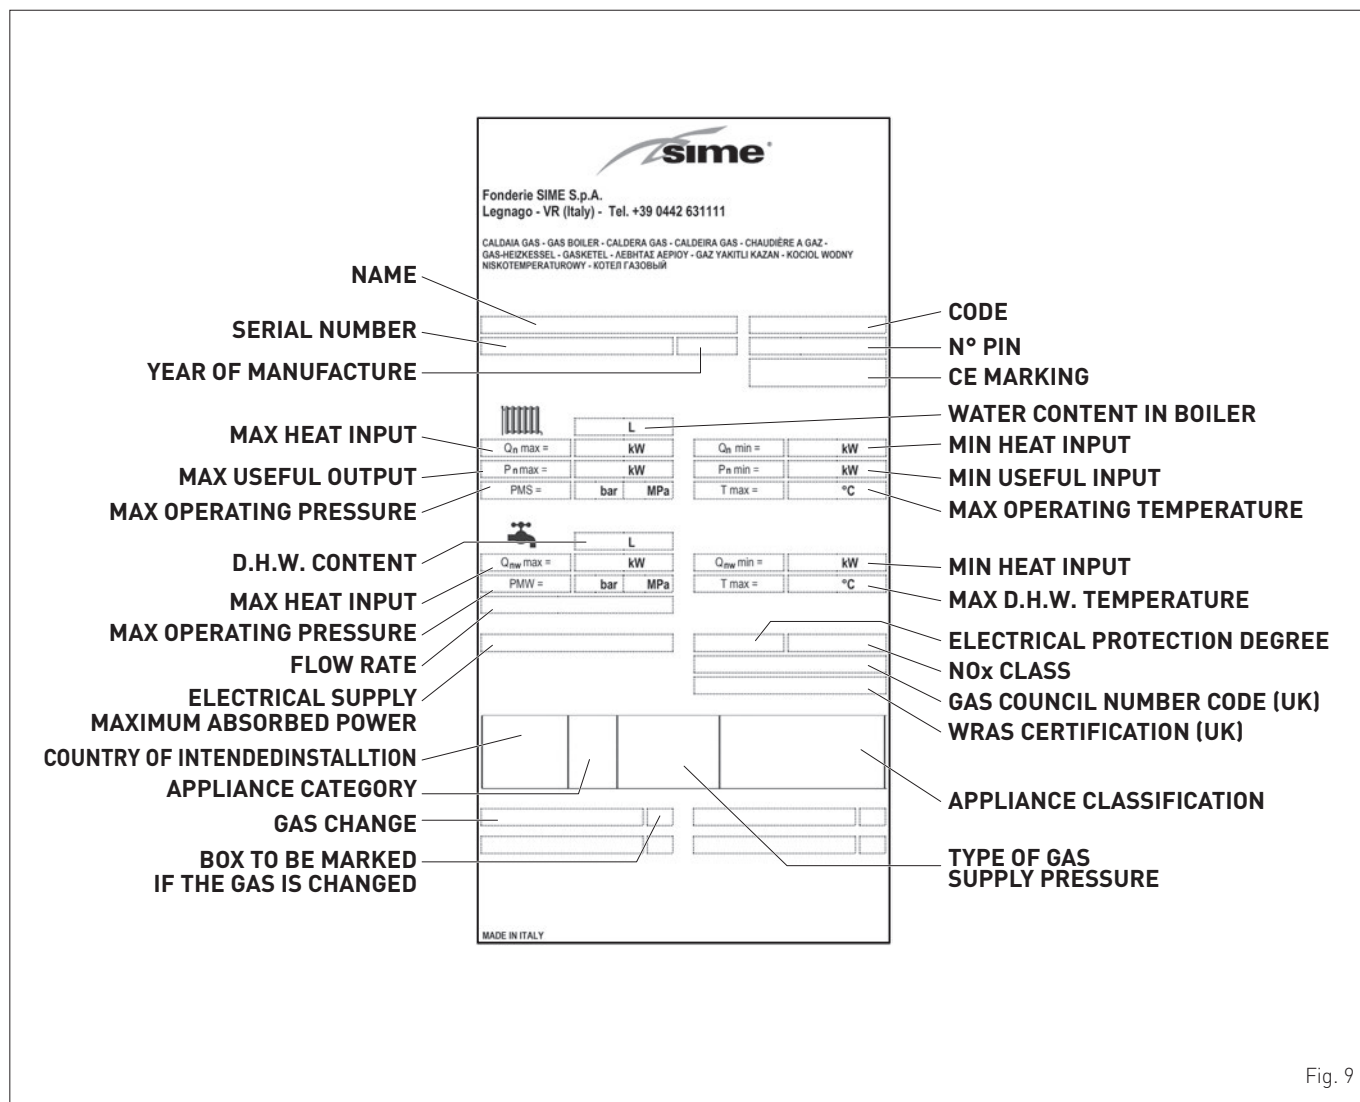 sime
Fonderie SIME S.p.A.
Legnago - VR (Italy) - Tel. +39 0442 631111
CALDAIA GAS - GAS BOILER - CALDERA GAS - CALDEIRA GAS - CHAUDIÈRE A GAZ -
GAS-HEIZKESSEL - GASKETEL - ΛΕΒΗΤΑΣ ΑΕΡΙΟΥ - GAZ YAKITLI KAZAN - KOCIOL WODNY
NISKOTEMPERATUROWY - КОТЕЛ ГАЗОВЫЙ
NAME
SERIAL NUMBER
YEAR OF MANUFACTURE
CODE
N° PIN
CE MARKING
WATER CONTENT IN BOILER
L
MAX HEAT INPUT
Qn max = kW
Qn min = kW
MIN HEAT INPUT
MAX USEFUL OUTPUT
Pn max = kW
Pn min = kW
MIN USEFUL INPUT
MAX OPERATING PRESSURE
PMS = bar MPa
T max = °C
MAX OPERATING TEMPERATURE
D.H.W. CONTENT
L
MAX HEAT INPUT
Qnw max = kW
Qnw min = kW
MIN HEAT INPUT
MAX OPERATING PRESSURE
PMW = bar MPa
T max = °C
MAX D.H.W. TEMPERATURE
FLOW RATE
ELECTRICAL SUPPLY
MAXIMUM ABSORBED POWER
ELECTRICAL PROTECTION DEGREE
NOx CLASS
GAS COUNCIL NUMBER CODE (UK)
WRAS CERTIFICATION (UK)
COUNTRY OF INTENDEDINSTALLTION
APPLIANCE CATEGORY
GAS CHANGE
BOX TO BE MARKED
IF THE GAS IS CHANGED
APPLIANCE CLASSIFICATION
TYPE OF GAS
SUPPLY PRESSURE
MADE IN ITALY
Fig. 9